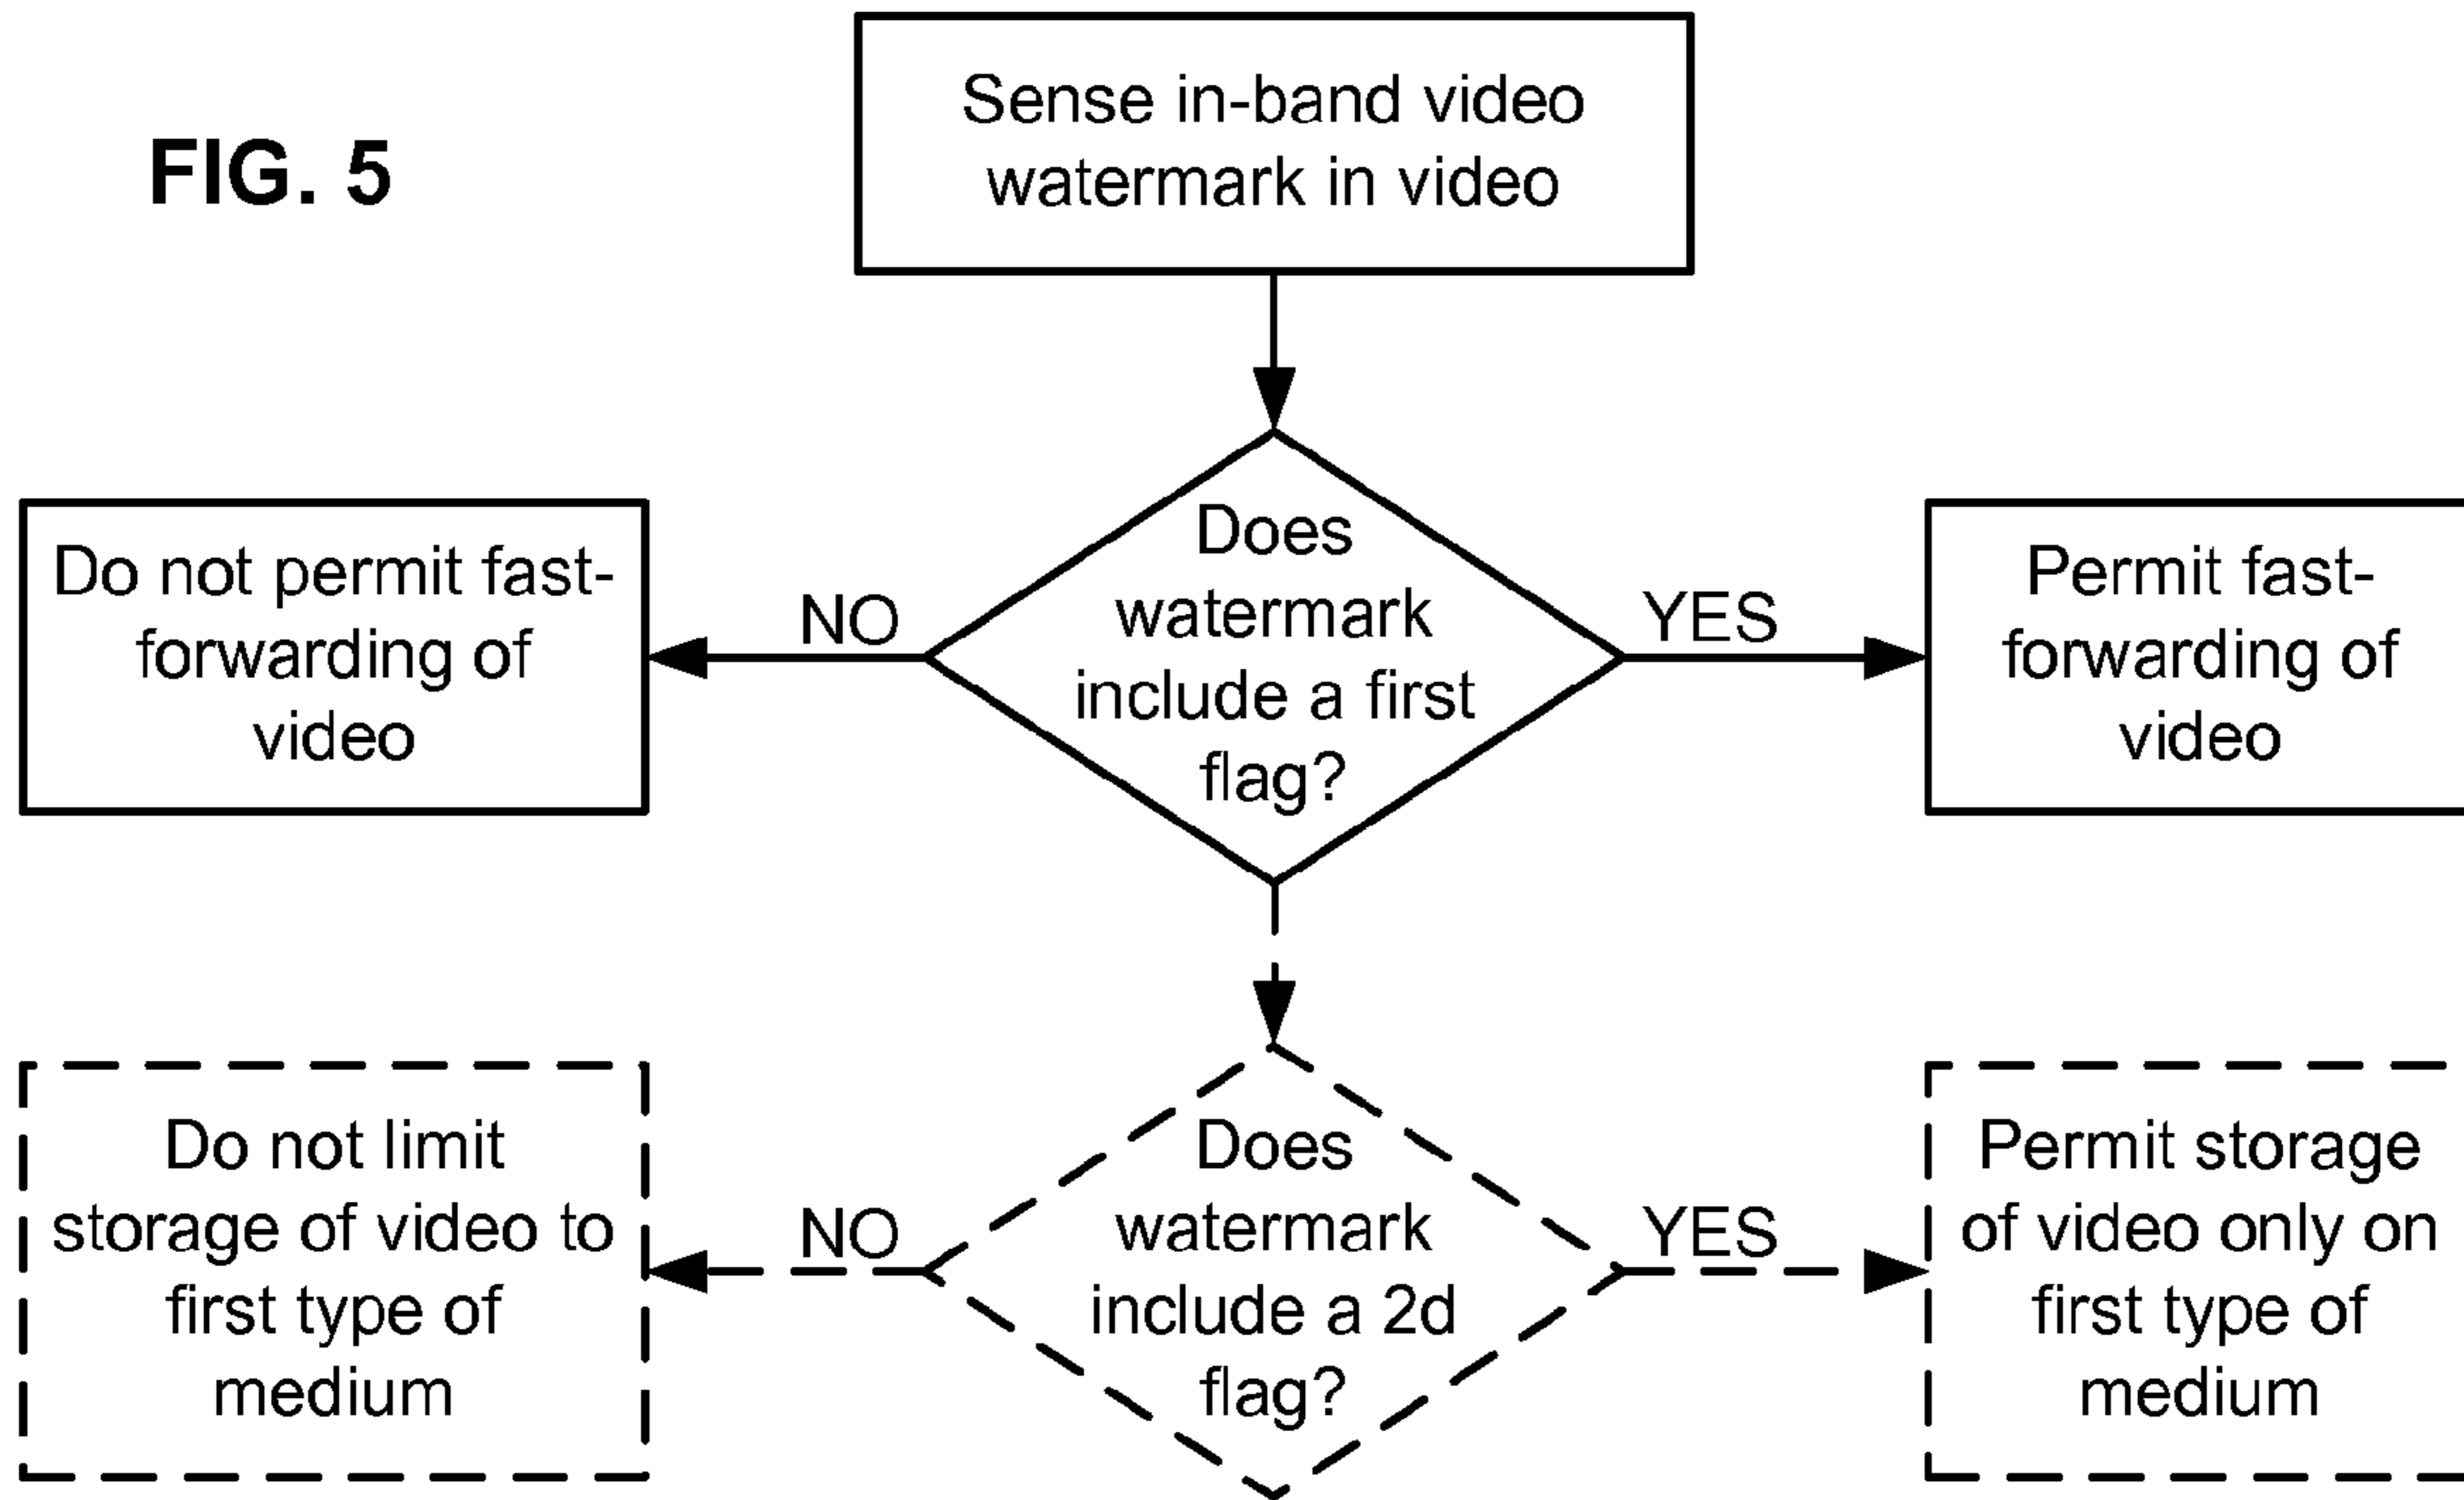 FIG. 5
Sense in-band video
watermark in video
Does
watermark
include a first
flag?
NO
YES
Do not permit fast-
forwarding of
video
Permit fast-
forwarding of
video
Does
watermark
include a 2d
flag?
NO
YES
Do not limit
storage of video to
first type of
medium
Permit storage
of video only on
first type of
medium